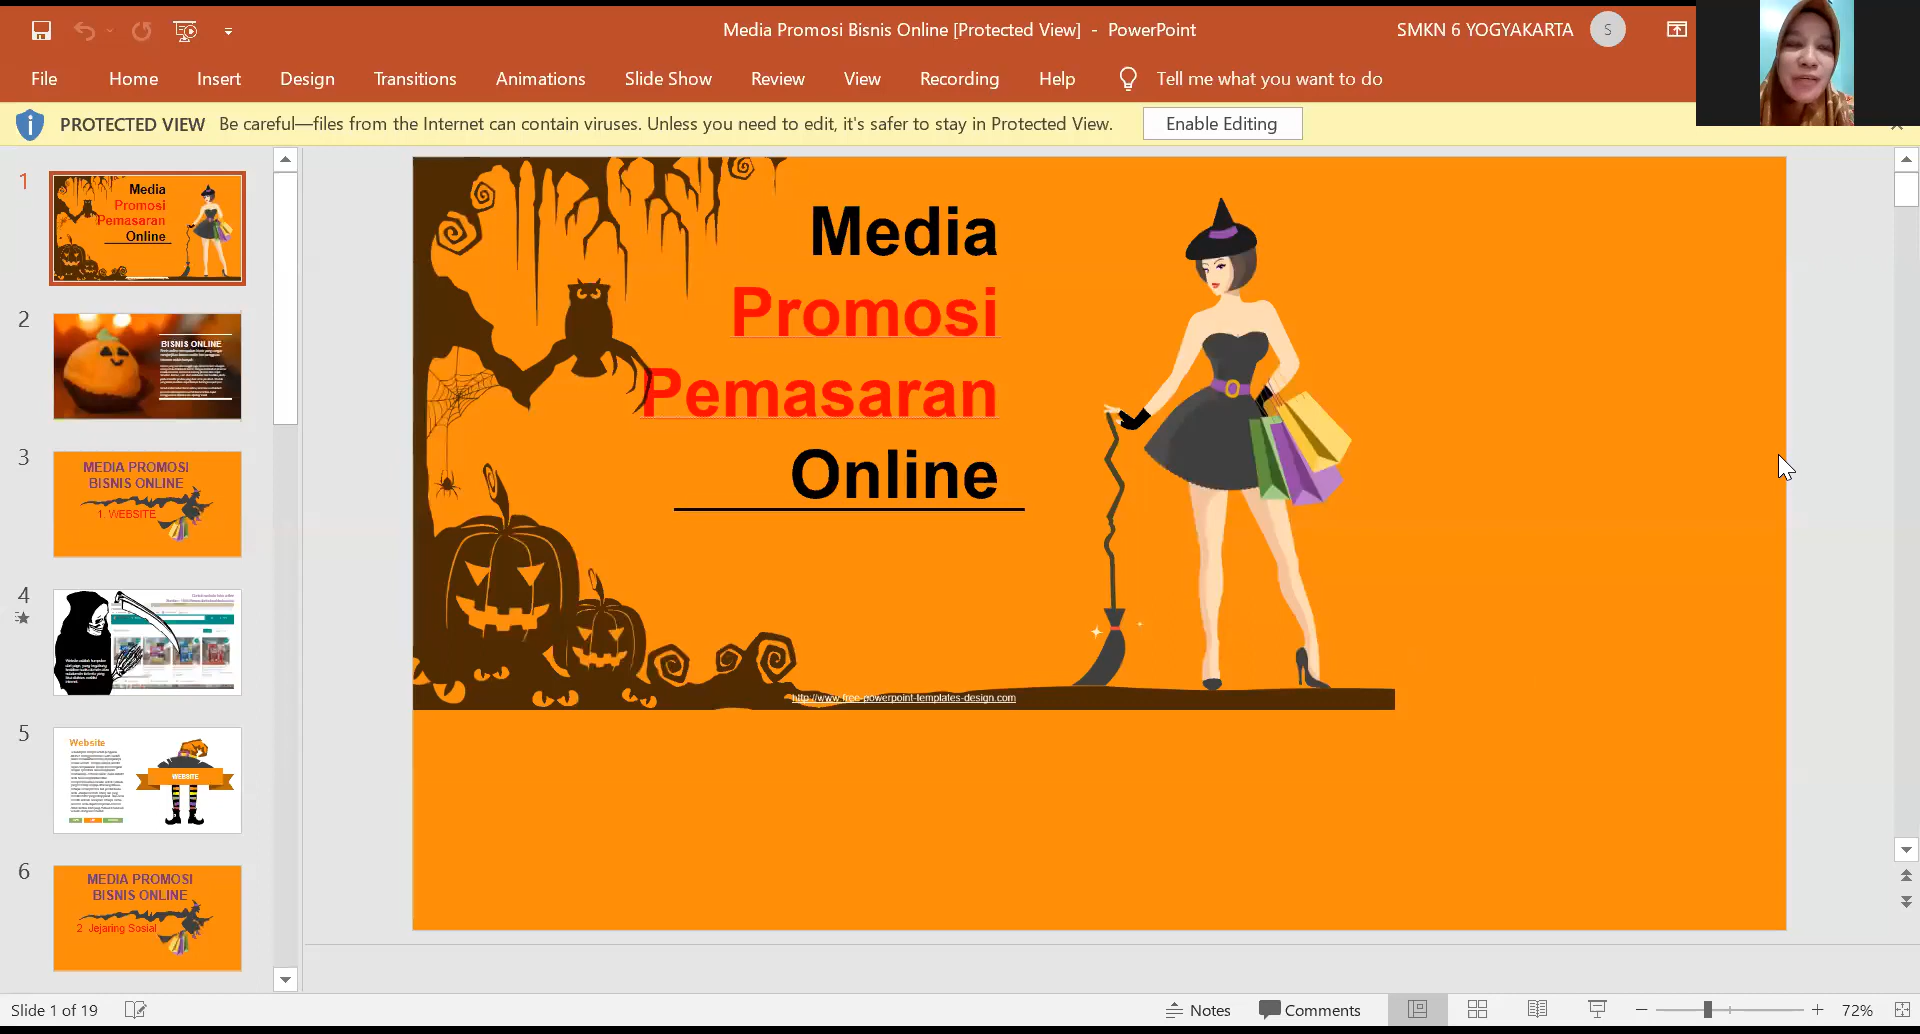 Media Promosi Bisnis Online [Protected View] - PowerPoint
SMKN 6 YOGYAKARTA
S
File Home Insert Design Transitions Animations Slide Show Review View Recording Help Tell me what you want to do
PROTECTED VIEW Be careful—files from the Internet can contain viruses. Unless you need to edit, it's safer to stay in Protected View. Enable Editing
1
Media
Promosi
Pemasaran
Online
2
BISNIS ONLINE
3
MEDIA PROMOSI
BISNIS ONLINE
1. WEBSITE
4
5
Website
WEBSITE
6
MEDIA PROMOSI
BISNIS ONLINE
2 Jejaring Sosial
Media
Promosi
Pemasaran
Online
http://www.free-powerpoint-templates-design.com
Slide 1 of 19
Notes Comments 72%